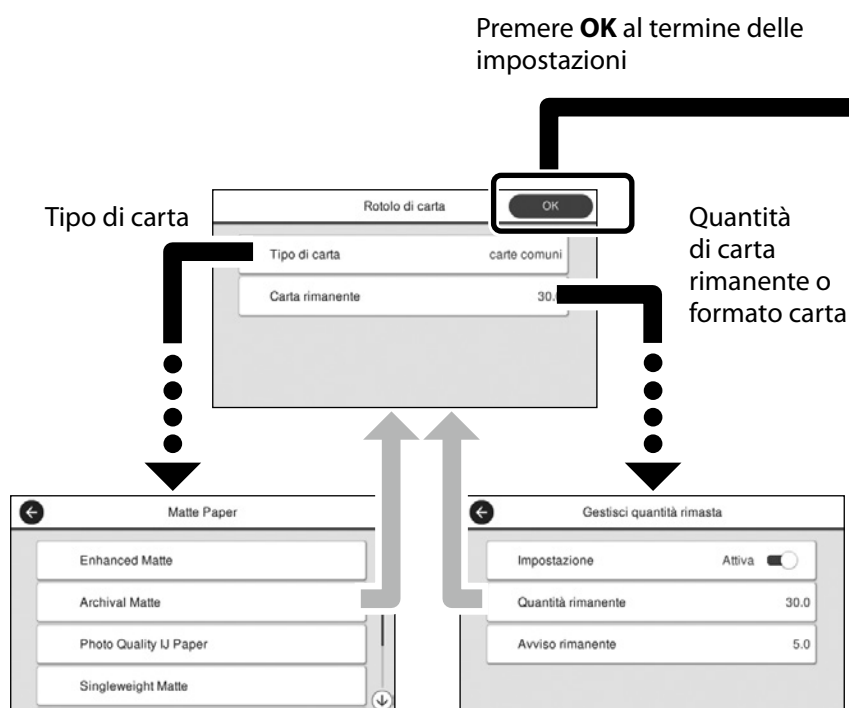 Premere OK al termine delle
impostazioni
Rotolo di carta
OK
Tipo di carta
Quantità
di carta
rimanente o
formato carta
Tipo di carta
carte comuni
Carta rimanente
30.
Matte Paper
Enhanced Matte
Archival Matte
Photo Quality IJ Paper
Singleweight Matte
Gestisci quantità rimasta
Impostazione
Attiva
Quantità rimanente
30.0
Avviso rimanente
5.0